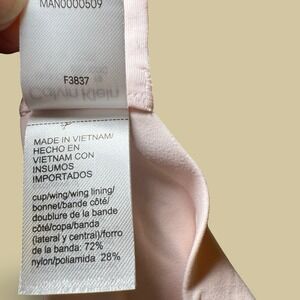 MAN0000509
F3837
Calvin Klein
MADE IN VIETNAM/
HECHO EN
VIETNAM CON
INSUMOS
IMPORTADOS
cup/wing/wing lining/
bonnet/bande côté/
doublure de la bande
côté/copa/banda
(lateral y central)/forro
de la banda: 72%
nylon/poliamida 28%